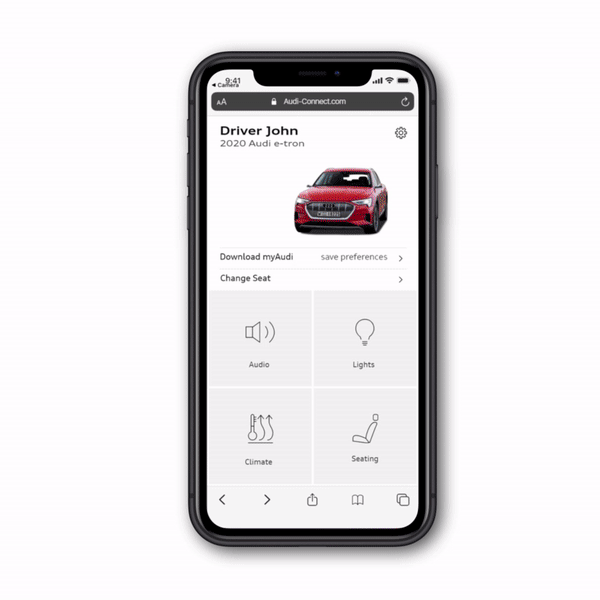 9:41
Camera
AA Audi-Connect.com
Driver John
2020 Audi e-tron
Download myAudi save preferences
Change Seat
Audio Lights
Climate Seating